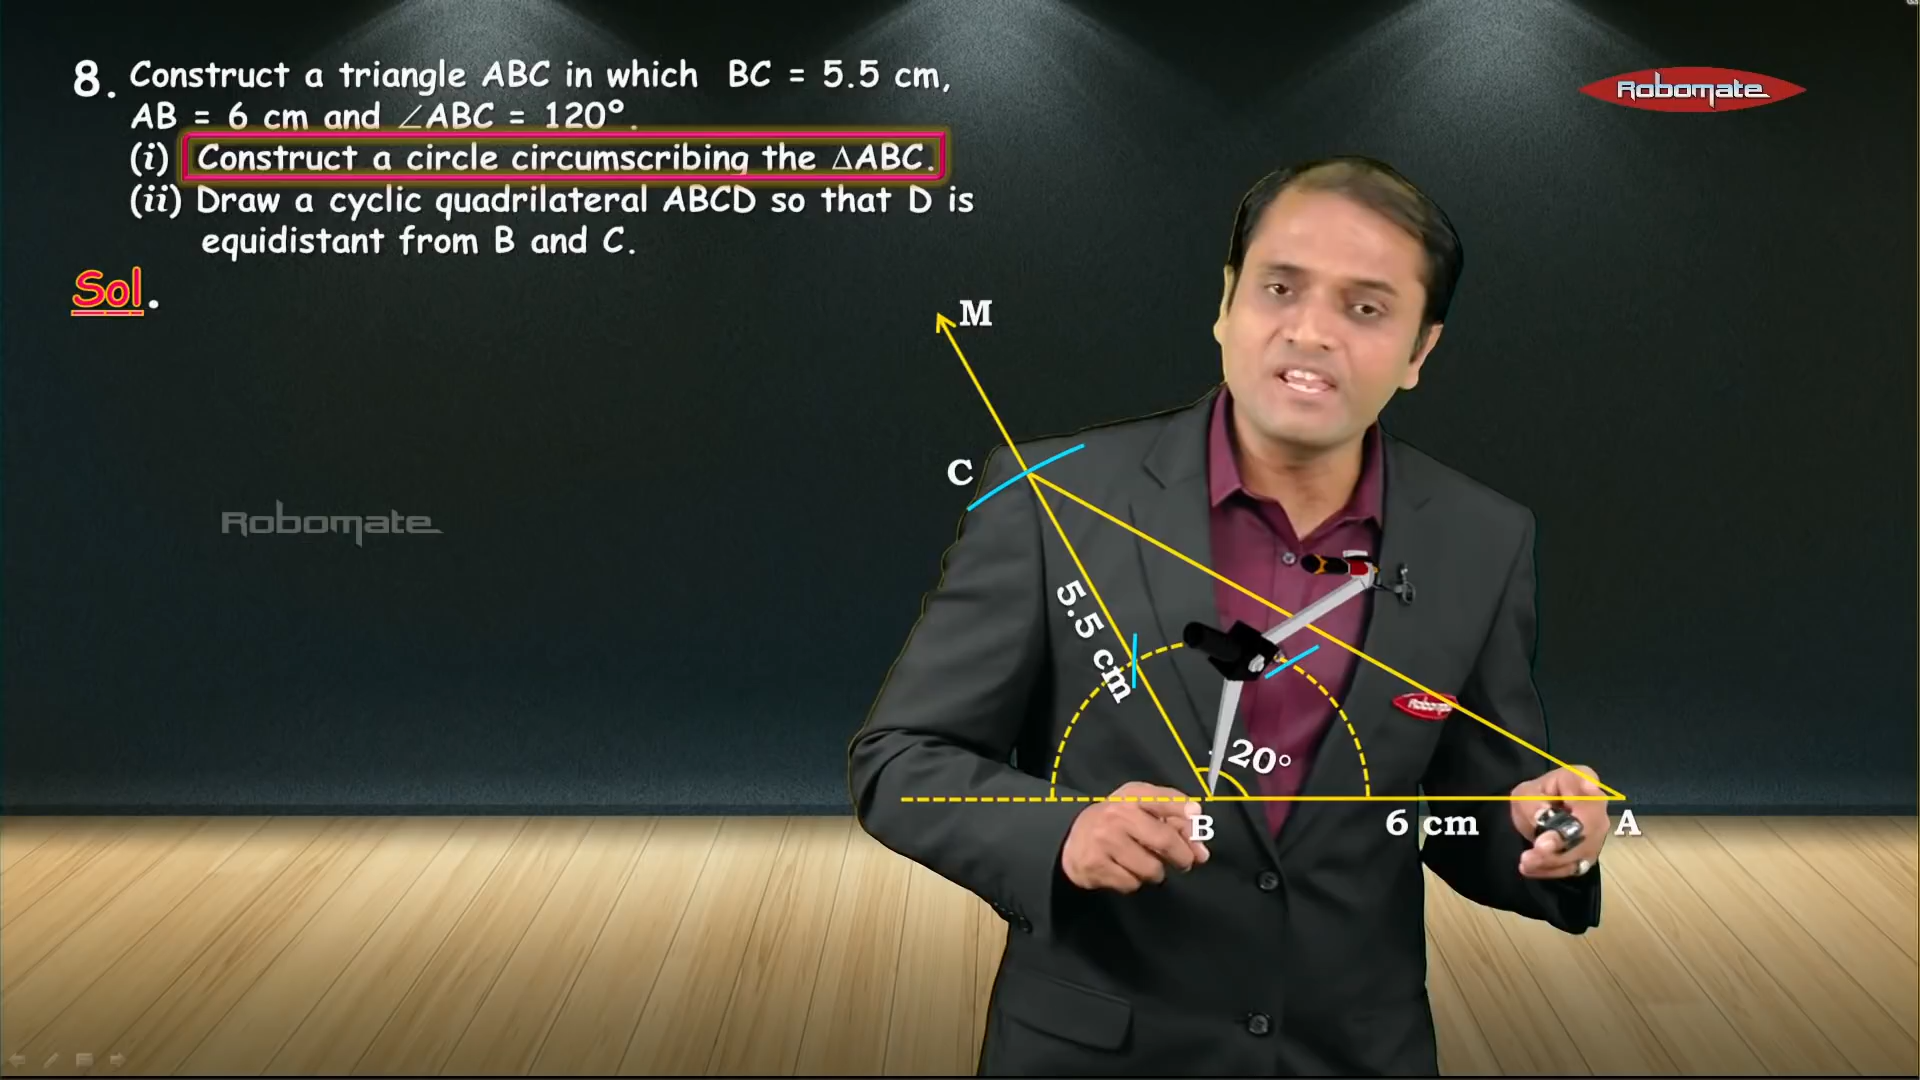 8. Construct a triangle ABC in which BC = 5.5 cm,
AB = 6 cm and ∠ABC = 120°.
(i) Construct a circle circumscribing the ΔABC.
(ii) Draw a cyclic quadrilateral ABCD so that D is
equidistant from B and C.
Sol.
Robomate
M
C
Robomate
5.5 cm
Robomate
20°
B
6 cm
A